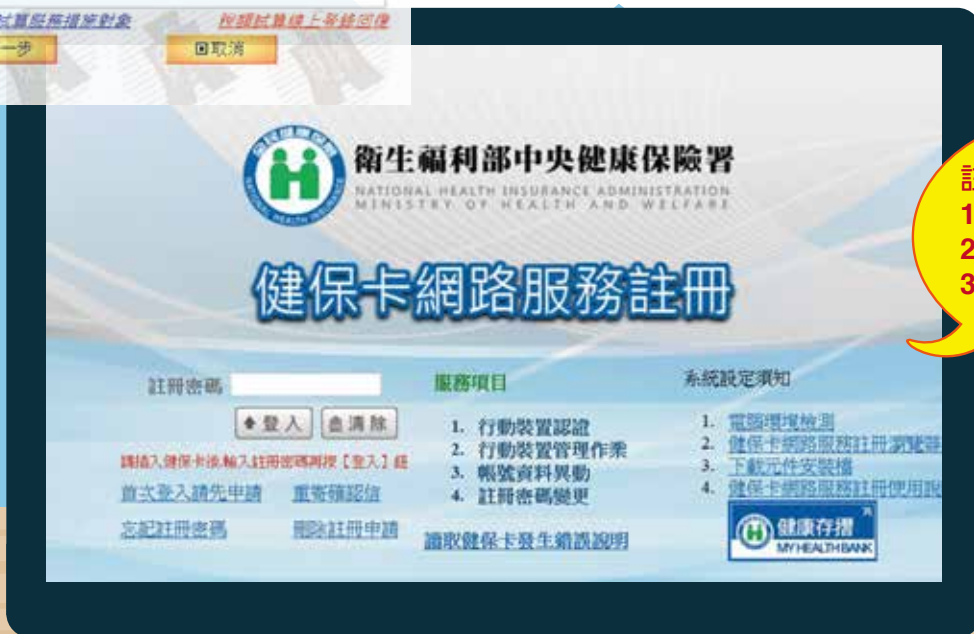 試算服務措施對象 稅額試算線上登錄回復
一步 取消
衛生福利部中央健康保險署
NATIONAL HEALTH INSURANCE ADMINISTRATION
MINISTRY OF HEALTH AND WELFARE
健保卡網路服務註冊
註冊密碼
登入 清除
請插入健保卡後,輸入註冊密碼再按【登入】鈕
首次登入請先申請 重寄確認信
忘記註冊密碼 刪除註冊申請
服務項目
1. 行動裝置認證
2. 行動裝置管理作業
3. 帳號資料異動
4. 註冊密碼變更
讀取健保卡發生錯誤說明
系統設定須知
1. 電腦環境檢測
2. 健保卡網路服務註冊瀏覽
3. 下載元件安裝檔
4. 健保卡網路服務註冊使用說
健康存摺
MY HEALTH BANK
註
1
2
3